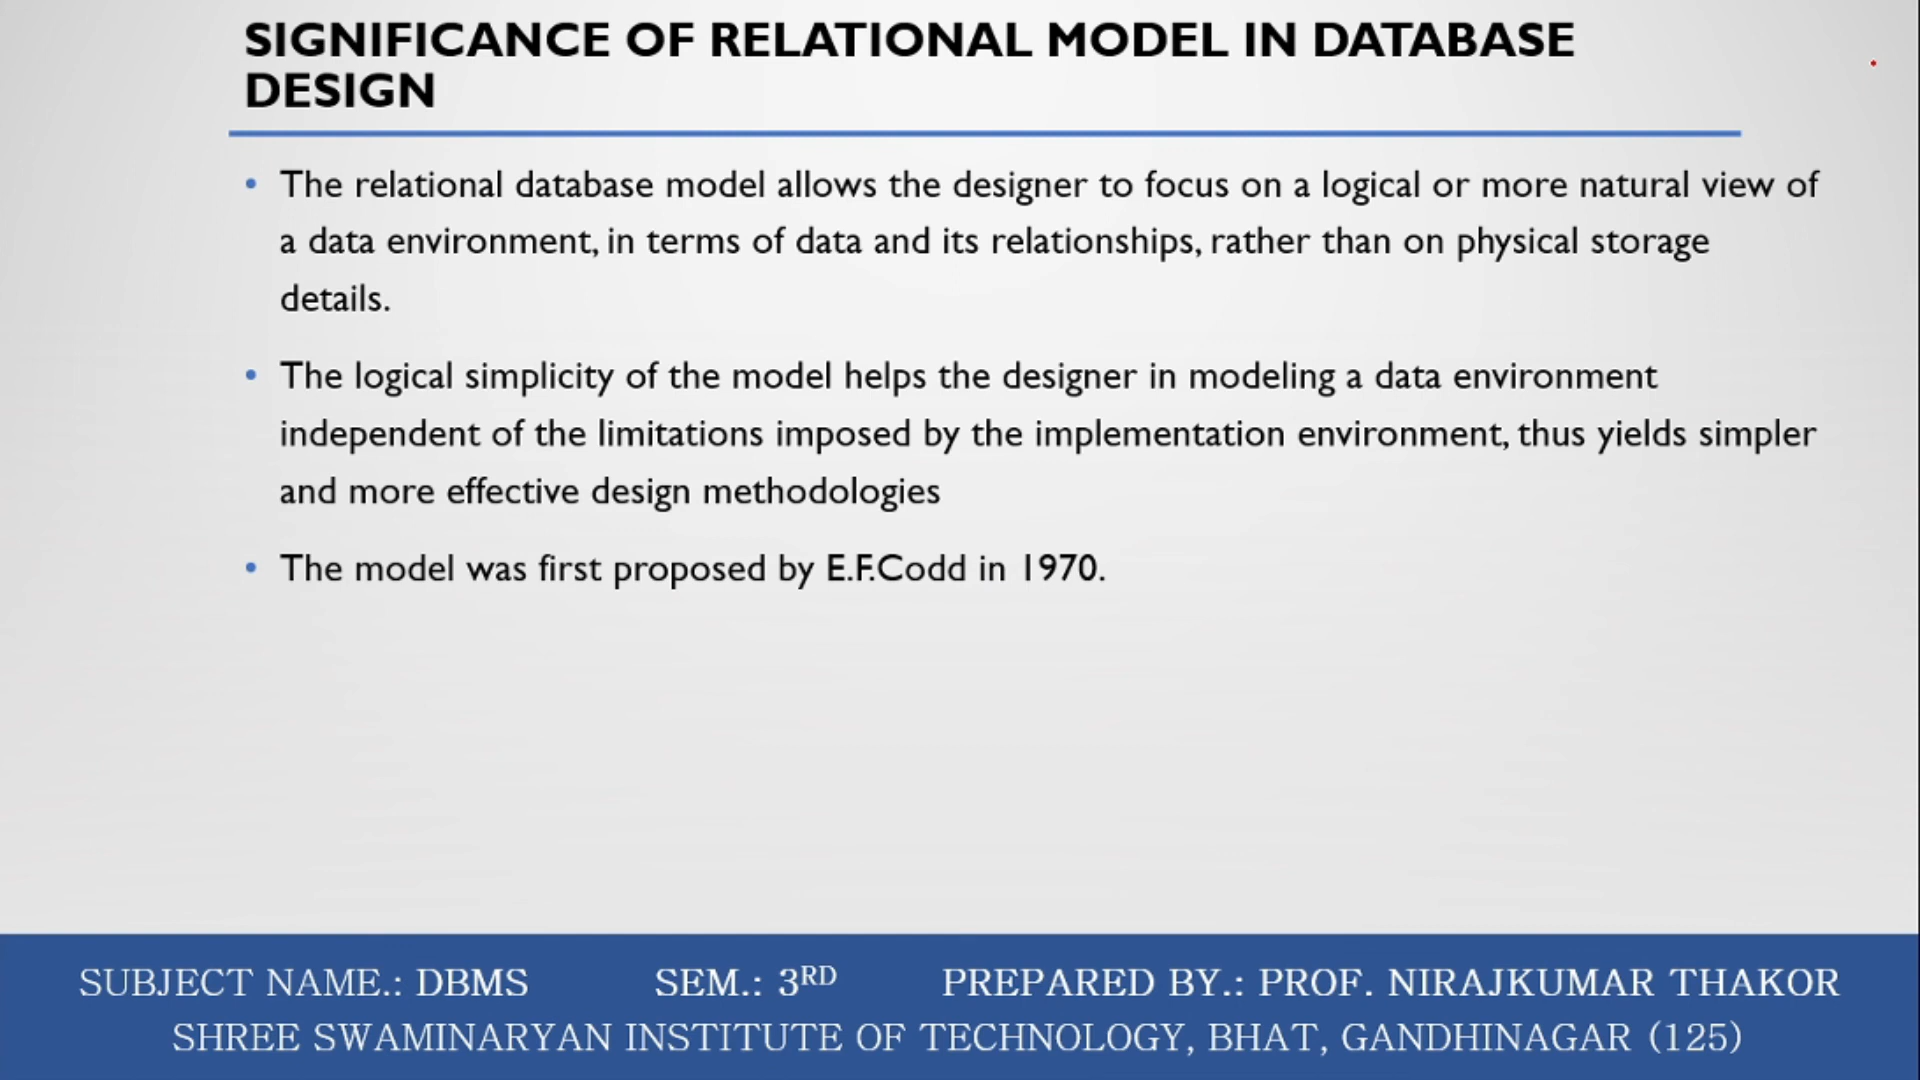 SIGNIFICANCE OF RELATIONAL MODEL IN DATABASE
DESIGN
• The relational database model allows the designer to focus on a logical or more natural view of
a data environment, in terms of data and its relationships, rather than on physical storage
details.
• The logical simplicity of the model helps the designer in modeling a data environment
independent of the limitations imposed by the implementation environment, thus yields simpler
and more effective design methodologies
• The model was first proposed by E.F.Codd in 1970.
SUBJECT NAME.: DBMS SEM.: 3RD PREPARED BY.: PROF. NIRAJKUMAR THAKOR
SHREE SWAMINARYAN INSTITUTE OF TECHNOLOGY, BHAT, GANDHINAGAR (125)